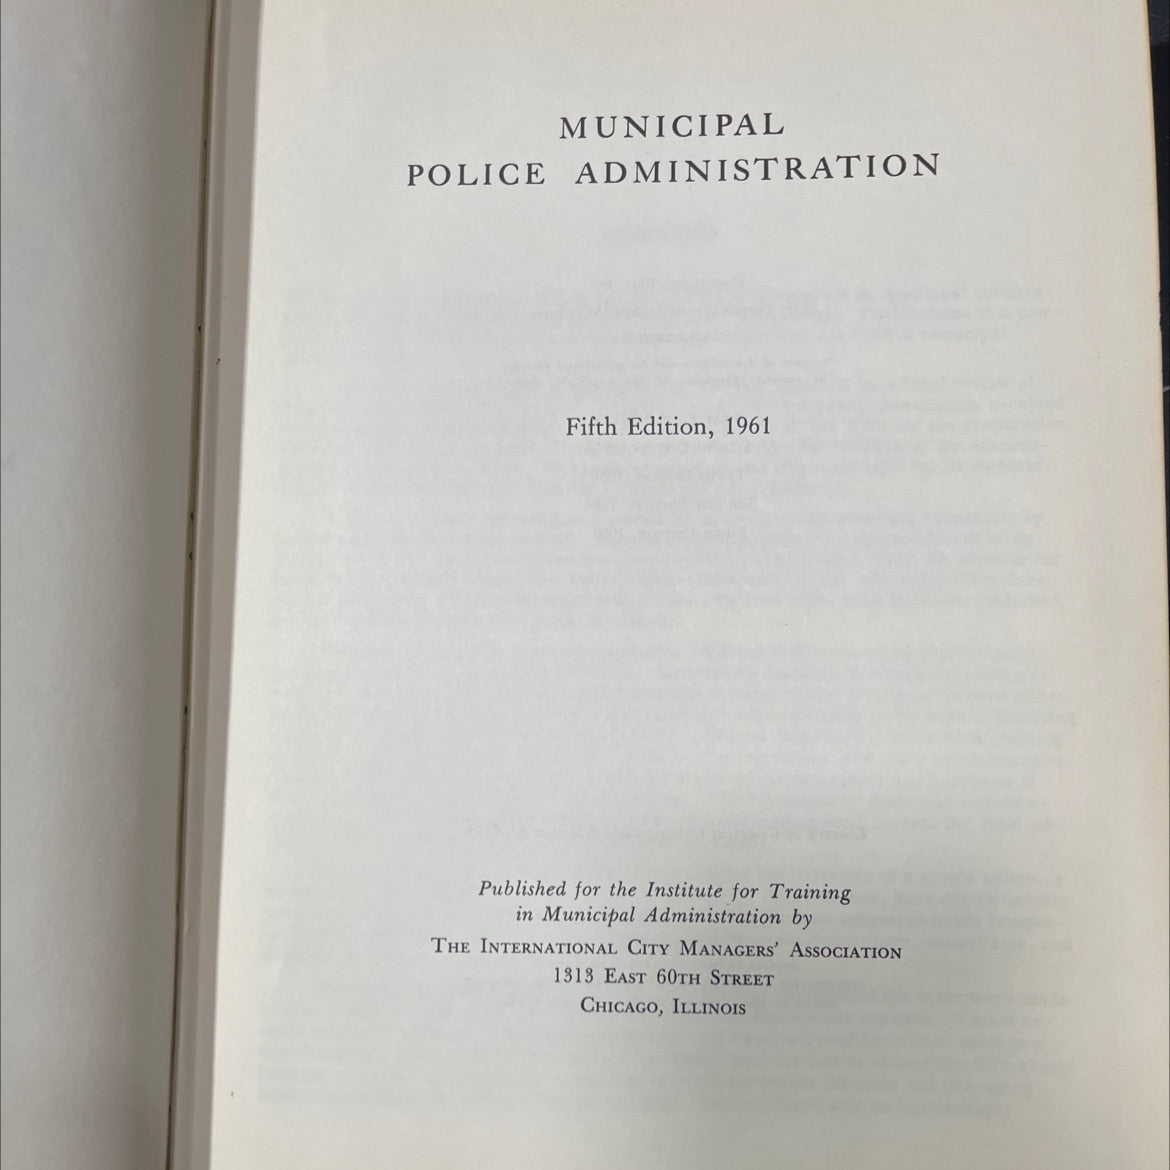 MUNICIPAL
POLICE ADMINISTRATION
Fifth Edition, 1961
Published for the Institute for Training
in Municipal Administration by
THE INTERNATIONAL CITY MANAGERS' ASSOCIATION
1313 EAST 60TH STREET
CHICAGO, ILLINOIS